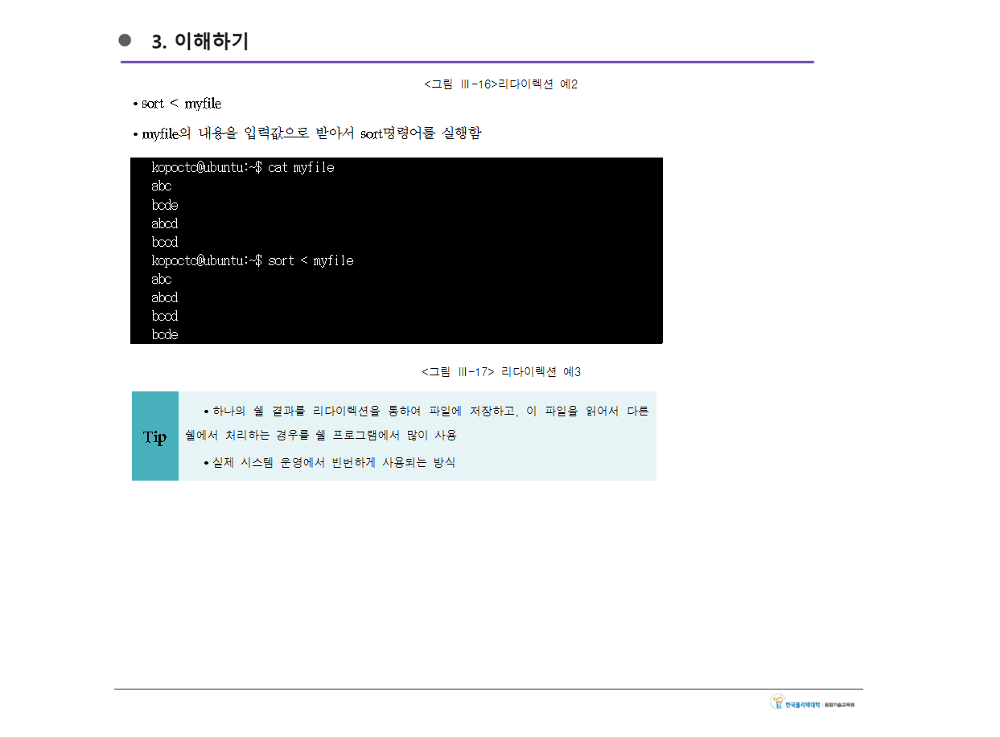 ● 3. 이해하기
<그림 Ⅲ-16>리다이렉션 예2
• sort < myfile
• myfile의 내용을 입력값으로 받아서 sort명령어를 실행함
kopoctc@ubuntu:~$ cat myfile
abc
bcde
abcd
bccd
kopoctc@ubuntu:~$ sort < myfile
abc
abcd
bccd
bcde
<그림 Ⅲ-17> 리다이렉션 예3
Tip
• 하나의 쉘 결과를 리다이렉션을 통하여 파일에 저장하고, 이 파일을 읽어서 다른
쉘에서 처리하는 경우를 쉘 프로그램에서 많이 사용
• 실제 시스템 운영에서 빈번하게 사용되는 방식
한국폴리텍대학 | 융합기술교육원